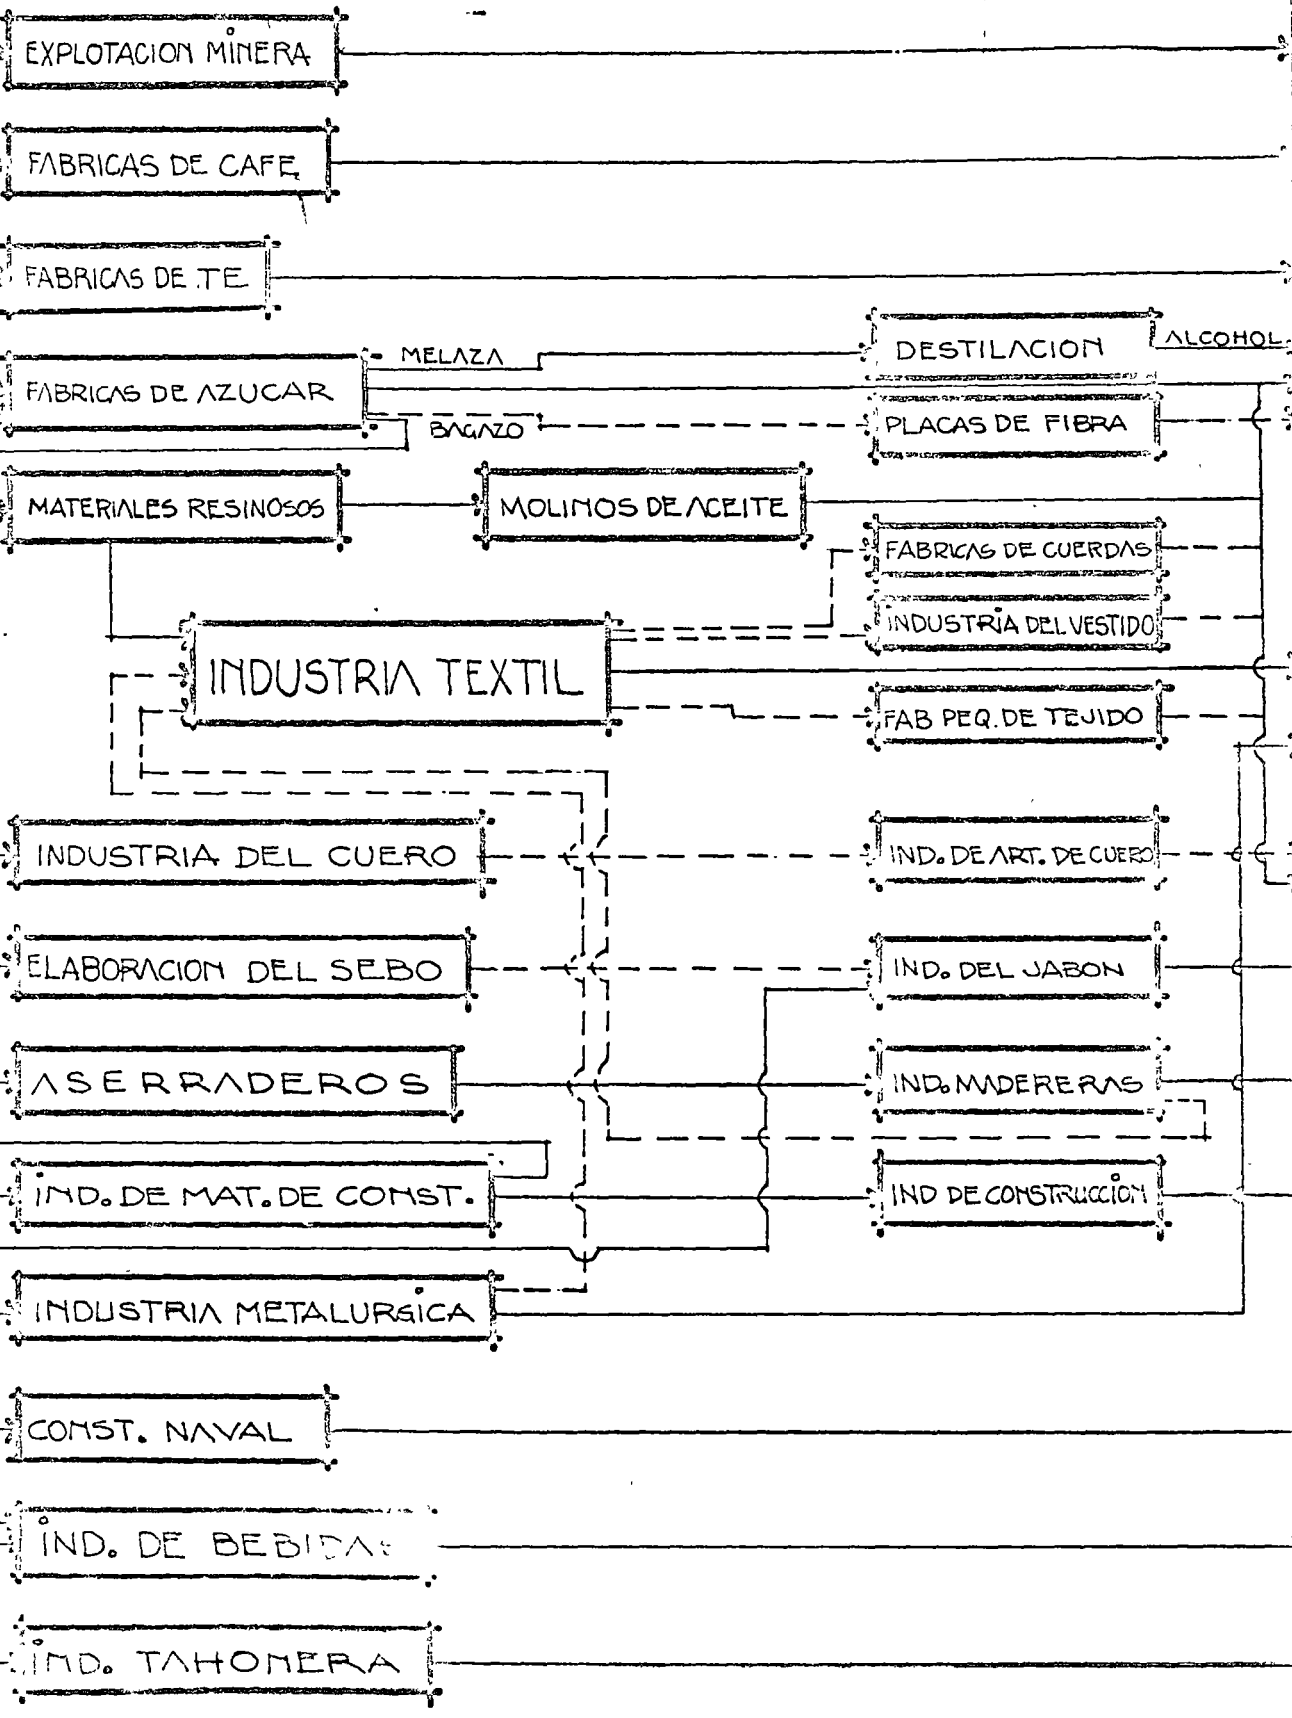 EXPLOTACION MINERA
FABRICAS DE CAFE
FABRICAS DE TE
MELAZA
DESTILACION
ALCOHOL
FABRICAS DE AZUCAR
BAGAZO
PLACAS DE FIBRA
MATERIALES RESINOSOS
MOLINOS DE ACEITE
FABRICAS DE CUERDAS
INDUSTRIA DEL VESTIDO
INDUSTRIA TEXTIL
FAB PEQ. DE TEJIDO
INDUSTRIA DEL CUERO
IND. DE ART. DE CUERO
ELABORACION DEL SEBO
IND. DEL JABON
ASERRADEROS
IND. MADERERAS
IND. DE MAT. DE CONST.
IND DE CONSTRUCCION
INDUSTRIA METALURGICA
CONST. NAVAL
IND. DE BEBIDAS
IND. TAHONERA